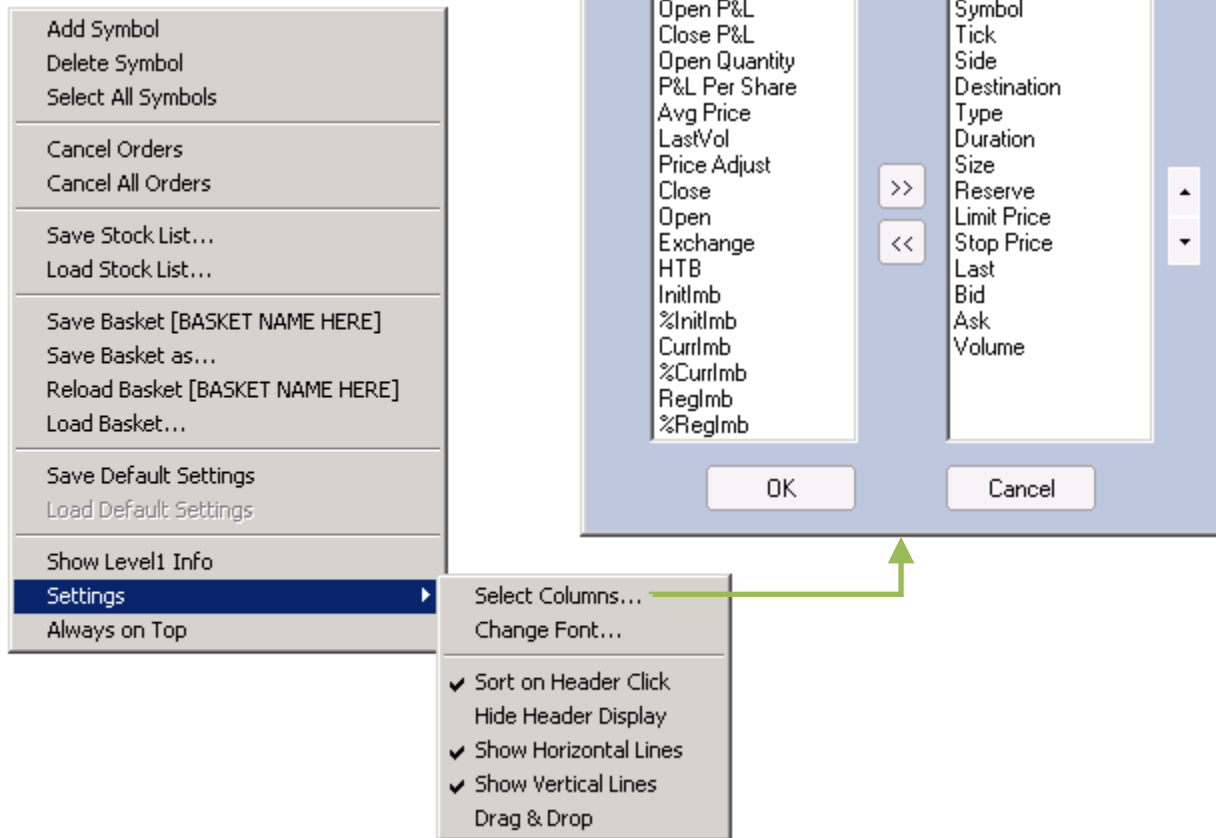 Add Symbol
Delete Symbol
Select All Symbols
Cancel Orders
Cancel All Orders
Save Stock List...
Load Stock List...
Save Basket [BASKET NAME HERE]
Save Basket as...
Reload Basket [BASKET NAME HERE]
Load Basket...
Save Default Settings
Load Default Settings
Show Level1 Info
Settings
Always on Top
Select Columns...
Change Font...
Sort on Header Click
Hide Header Display
Show Horizontal Lines
Show Vertical Lines
Drag & Drop
Open P&L
Close P&L
Open Quantity
P&L Per Share
Avg Price
LastVol
Price Adjust
Close
Open
Exchange
HTB
InitImb
%InitImb
CurrImb
%CurrImb
RegImb
%RegImb
>>
<<
Symbol
Tick
Side
Destination
Type
Duration
Size
Reserve
Limit Price
Stop Price
Last
Bid
Ask
Volume
OK
Cancel